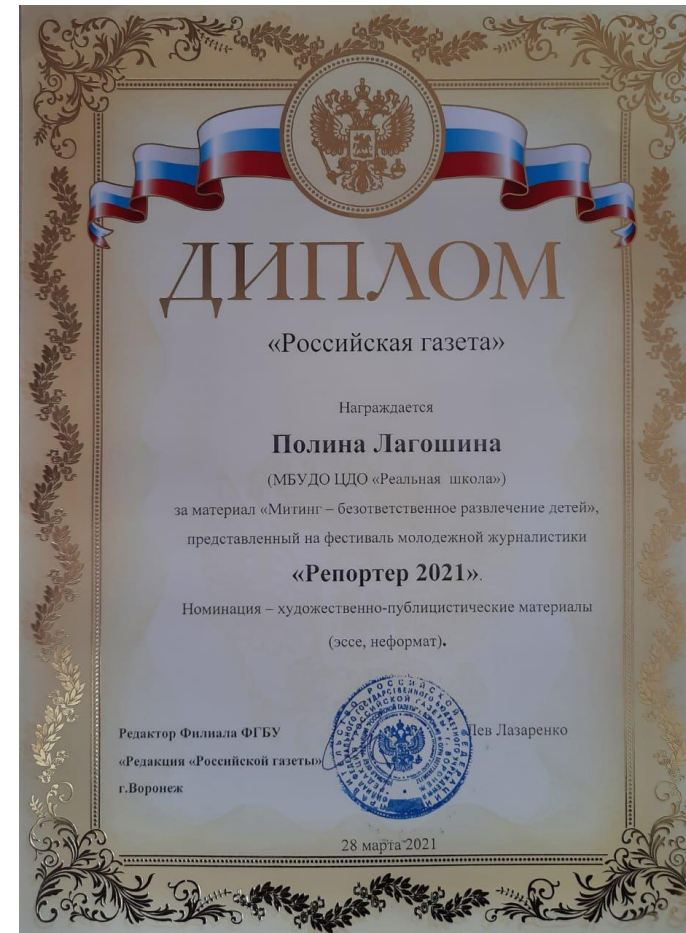 ДИПЛОМ
«Российская газета»
Награждается
Полина Лагошина
(МБУДО ЦДО «Реальная школа»)
за материал «Митинг – безответственное развлечение детей»,
представленный на фестиваль молодежной журналистики
«Репортер 2021».
Номинация – художественно-публицистические материалы
(эссе, неформат).
Редактор Филиала ФГБУ
Лев Лазаренко
«Редакция «Российской газеты»
г.Воронеж
28 марта 2021